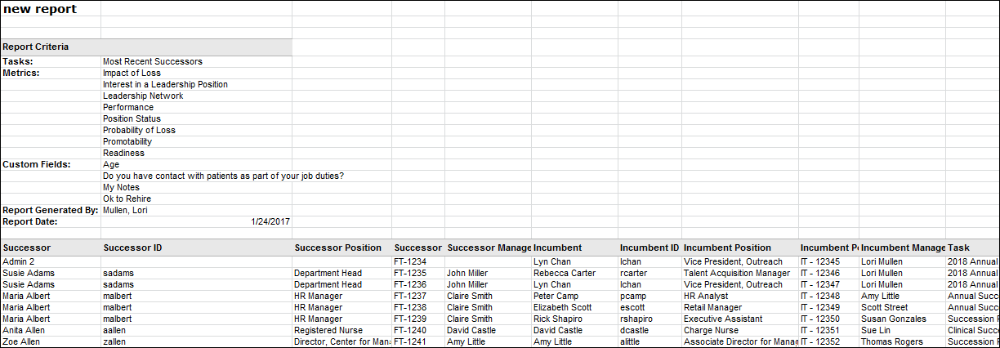 new report
Report Criteria
Tasks: Most Recent Successors
Metrics: Impact of Loss
Interest in a Leadership Position
Leadership Network
Performance
Position Status
Probability of Loss
Promotability
Readiness
Custom Fields: Age
Do you have contact with patients as part of your job duties?
My Notes
Ok to Rehire
Report Generated By: Mullen, Lori
Report Date: 1/24/2017
Successor Successor ID Successor Position Successor Successor Manage Incumbent Incumbent ID Incumbent Position Incumbent Po Incumbent Manage Task
Admin 2 FT-1234 Lyn Chan lchan Vice President, Outreach IT - 12345 Lori Mullen 2018 Annual
Susie Adams sadams Department Head FT-1235 John Miller Rebecca Carter rcarter Talent Acquisition Manager IT - 12346 Lori Mullen 2018 Annual
Susie Adams sadams Department Head FT-1236 John Miller Lyn Chan lchan Vice President, Outreach IT - 12347 Lori Mullen 2018 Annual
Maria Albert malbert HR Manager FT-1237 Claire Smith Peter Camp pcamp HR Analyst IT - 12348 Amy Little Annual Succ
Maria Albert malbert HR Manager FT-1238 Claire Smith Elizabeth Scott escott Retail Manager IT - 12349 Scott Street Annual Succ
Maria Albert malbert HR Manager FT-1239 Claire Smith Rick Shapiro rshapiro Executive Assistant IT - 12350 Susan Gonzales Succession F
Anita Allen aallen Registered Nurse FT-1240 David Castle David Castle dcastle Charge Nurse IT - 12351 Sue Lin Clinical Succ
Zoe Allen zallen Director, Center for Man FT-1241 Amy Little Amy Little alittle Associate Director for Mana IT - 12352 Thomas Rogers Succession F